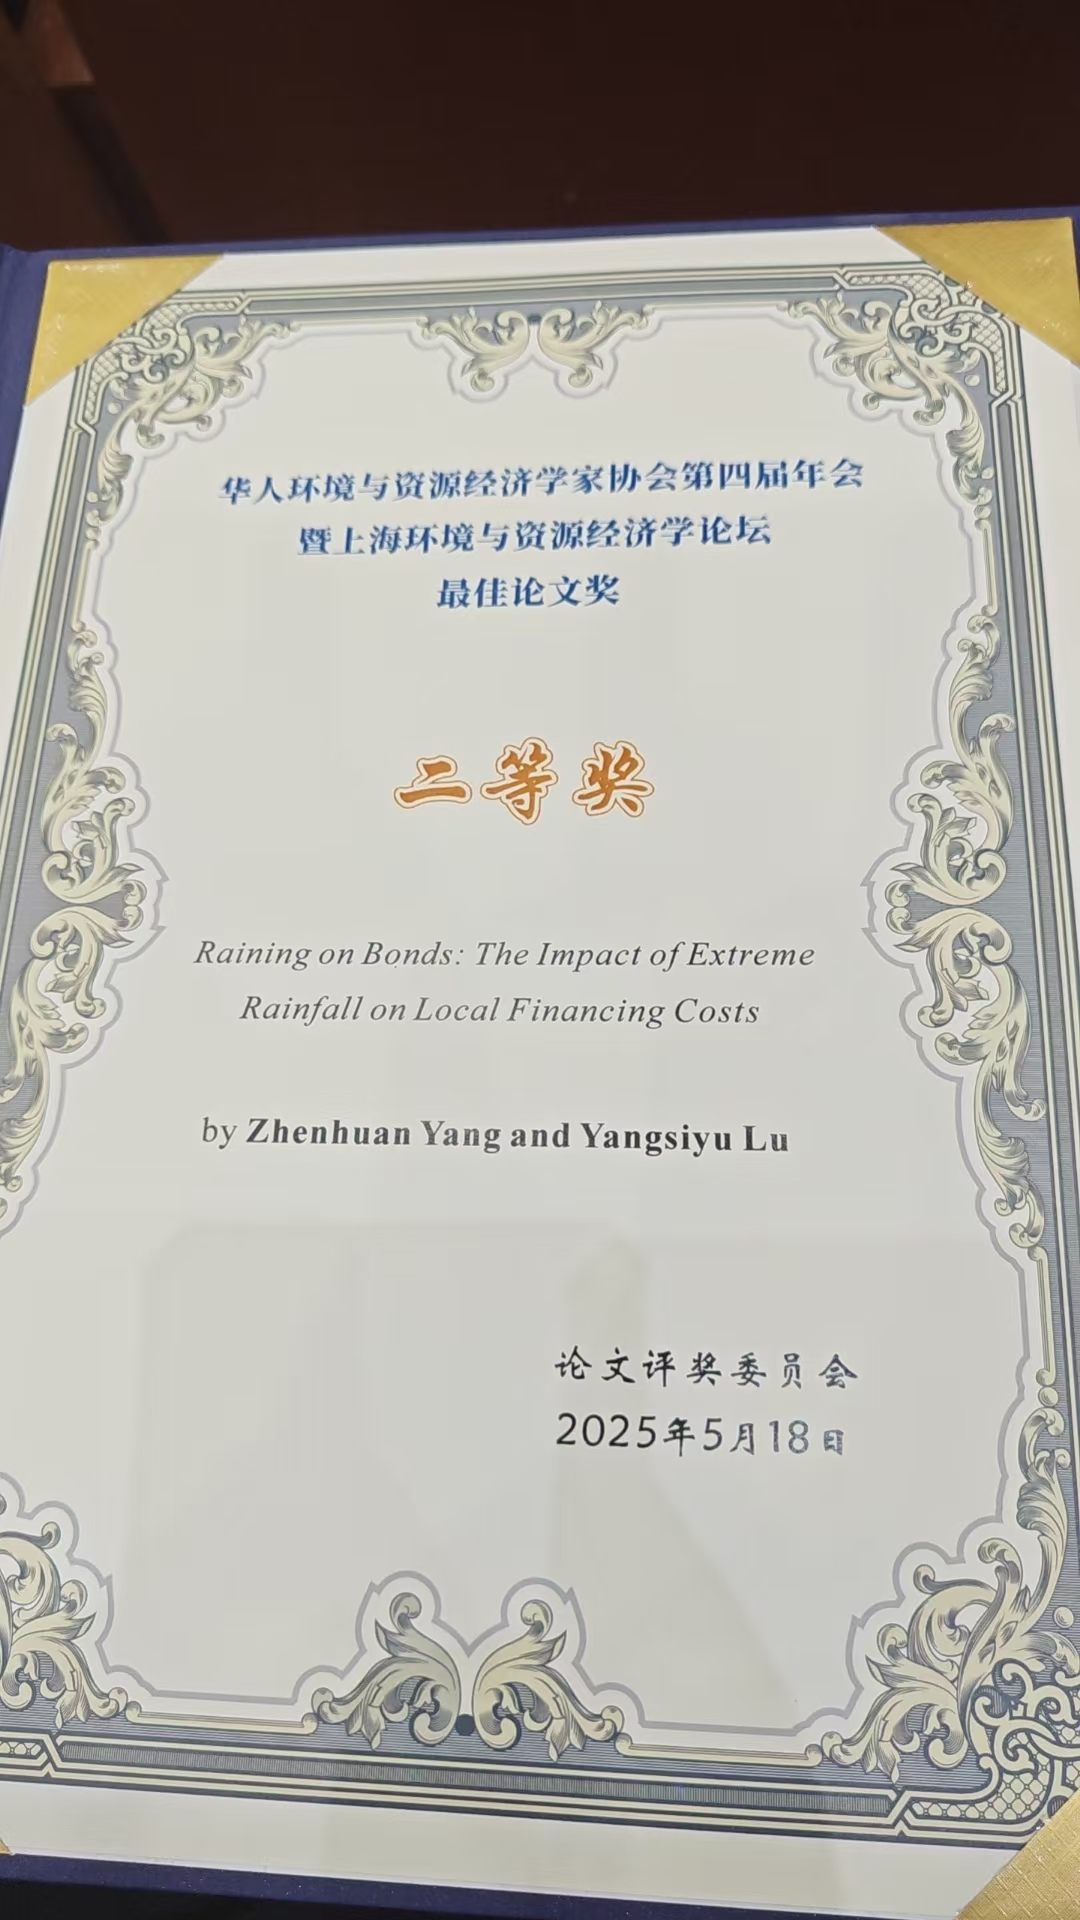 华人环境与资源经济学家协会第四届年会
暨上海环境与资源经济学论坛
最佳论文奖
二等奖
Raining on Bonds: The Impact of Extreme
Rainfall on Local Financing Costs
by Zhenhuan Yang and Yangsiyu Lu
论文评奖委员会
2025年5月18日